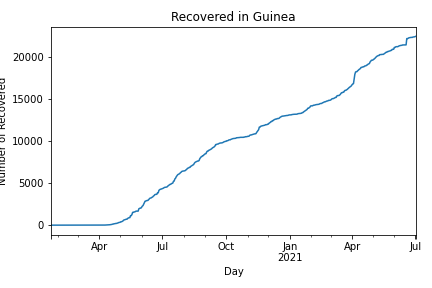 Recovered in Guinea
Number of Recovered
20000
15000
10000
5000
0
Apr
Jul
Oct
Jan
2021
Apr
Jul
Day